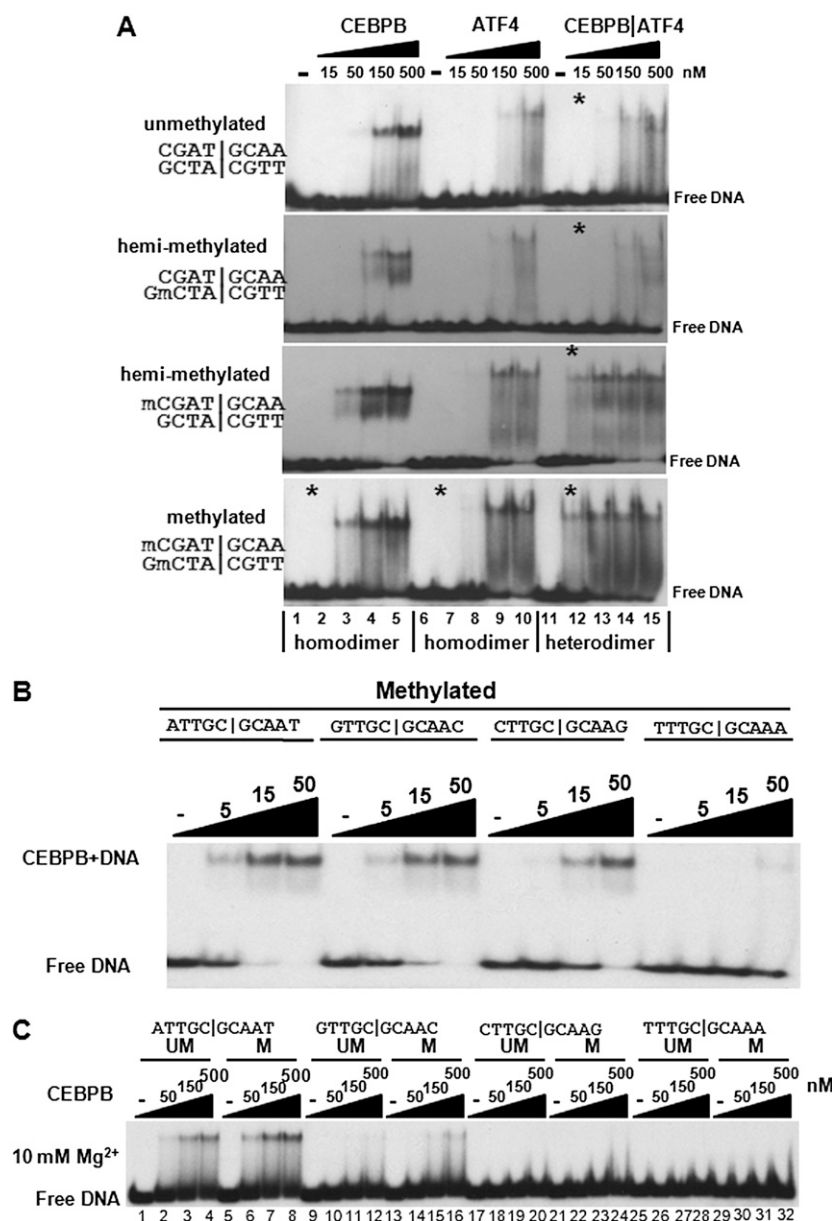 A
CEBPB ATF4 CEBPB|ATF4
– 15 50 150 500 – 15 50 150 500 – 15 50 150 500 nM
*
unmethylated
CGAT|GCAA
GCTA|CGTT
Free DNA
*
hemi-methylated
CGAT|GCAA
GmCTA|CGTT
Free DNA
*
hemi-methylated
mCGAT|GCAA
GCTA|CGTT
Free DNA
* * *
methylated
mCGAT|GCAA
GmCTA|CGTT
Free DNA
1 2 3 4 5 6 7 8 9 10 11 12 13 14 15
homodimer homodimer heterodimer
B
Methylated
ATTGC|GCAAT GTTGC|GCAAC CTTGC|GCAAG TTTGC|GCAAA
- 5 15 50 - 5 15 50 - 5 15 50 - 5 15 50
CEBPB+DNA
Free DNA
C
ATTGC|GCAAT GTTGC|GCAAC CTTGC|GCAAG TTTGC|GCAAA
UM M UM M UM M UM M
CEBPB - 50 150 500 - 50 150 500 - 50 150 500 - 50 150 500 - 50 150 500 - 50 150 500 - 50 150 500 - 50 150 500 nM
10 mM Mg²⁺
Free DNA
1 2 3 4 5 6 7 8 9 10 11 12 13 14 15 16 17 18 19 20 21 22 23 24 25 26 27 28 29 30 31 32